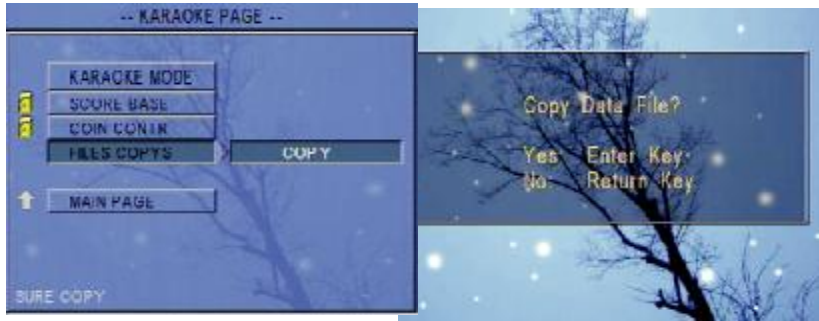 -- KARAOKE PAGE --
KARAOKE MODE
SCORE BASE
COIN CONTR
FILES COPYS
COPY
MAIN PAGE
SURE COPY
Copy Data File?
Yes: Enter Key
No: Return Key